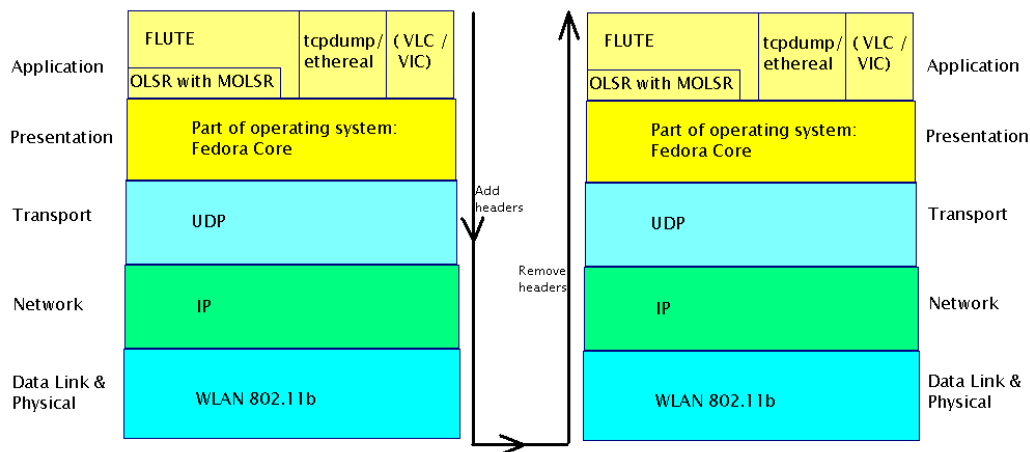 Application
FLUTE
OLSR with MOLSR
tcpdump/
ethereal
( VLC /
VIC)
Presentation
Part of operating system:
Fedora Core
Transport
UDP
Network
IP
Data Link &
Physical
WLAN 802.11b
Add
headers
Remove
headers
FLUTE
OLSR with MOLSR
tcpdump/
ethereal
( VLC /
VIC)
Application
Part of operating system:
Fedora Core
Presentation
UDP
Transport
IP
Network
WLAN 802.11b
Data Link &
Physical